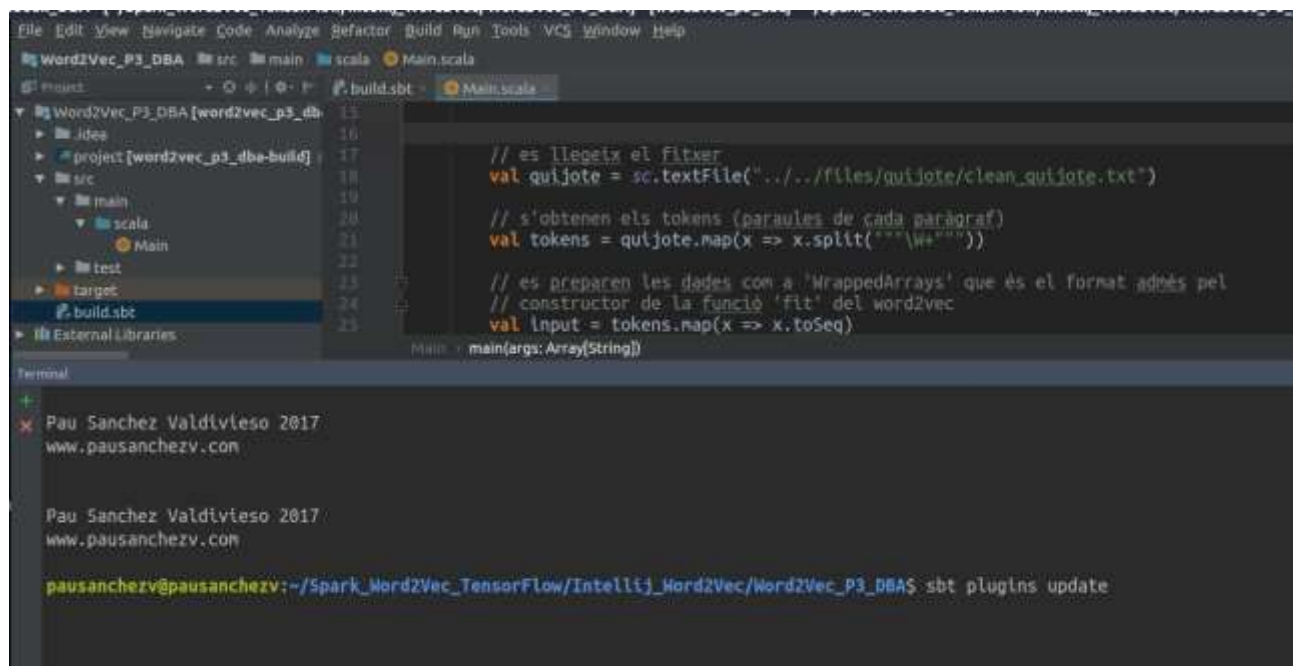 File Edit View Navigate Code Analyze Refactor Build Run Tools VCS Window Help
Word2Vec_P3_DBA src main scala Main.scala
Project build.sbt Main.scala
Word2Vec_P3_DBA [word2vec_p3_db
.idea
project [word2vec_p3_dba-build]
src
main
scala
Main
test
target
build.sbt
External Libraries
15
16
17 // es llegeix el fitxer
18 val quijote = sc.textFile("../../files/quijote/clean_quijote.txt")
19
20 // s'obtenen els tokens (paraules de cada paràgraf)
21 val tokens = quijote.map(x => x.split("""\W+"""))
22
23 // es preparen les dades com a 'WrappedArrays' que és el format admès pel
24 // constructor de la funció 'fit' del word2vec
25 val input = tokens.map(x => x.toSeq)
Main main(args: Array[String])
Terminal
Pau Sanchez Valdivieso 2017
www.pausanchezv.com
Pau Sanchez Valdivieso 2017
www.pausanchezv.com
pausanchezv@pausanchezv:~/Spark_Word2Vec_TensorFlow/Intellij_Word2Vec/Word2Vec_P3_DBA$ sbt plugins update